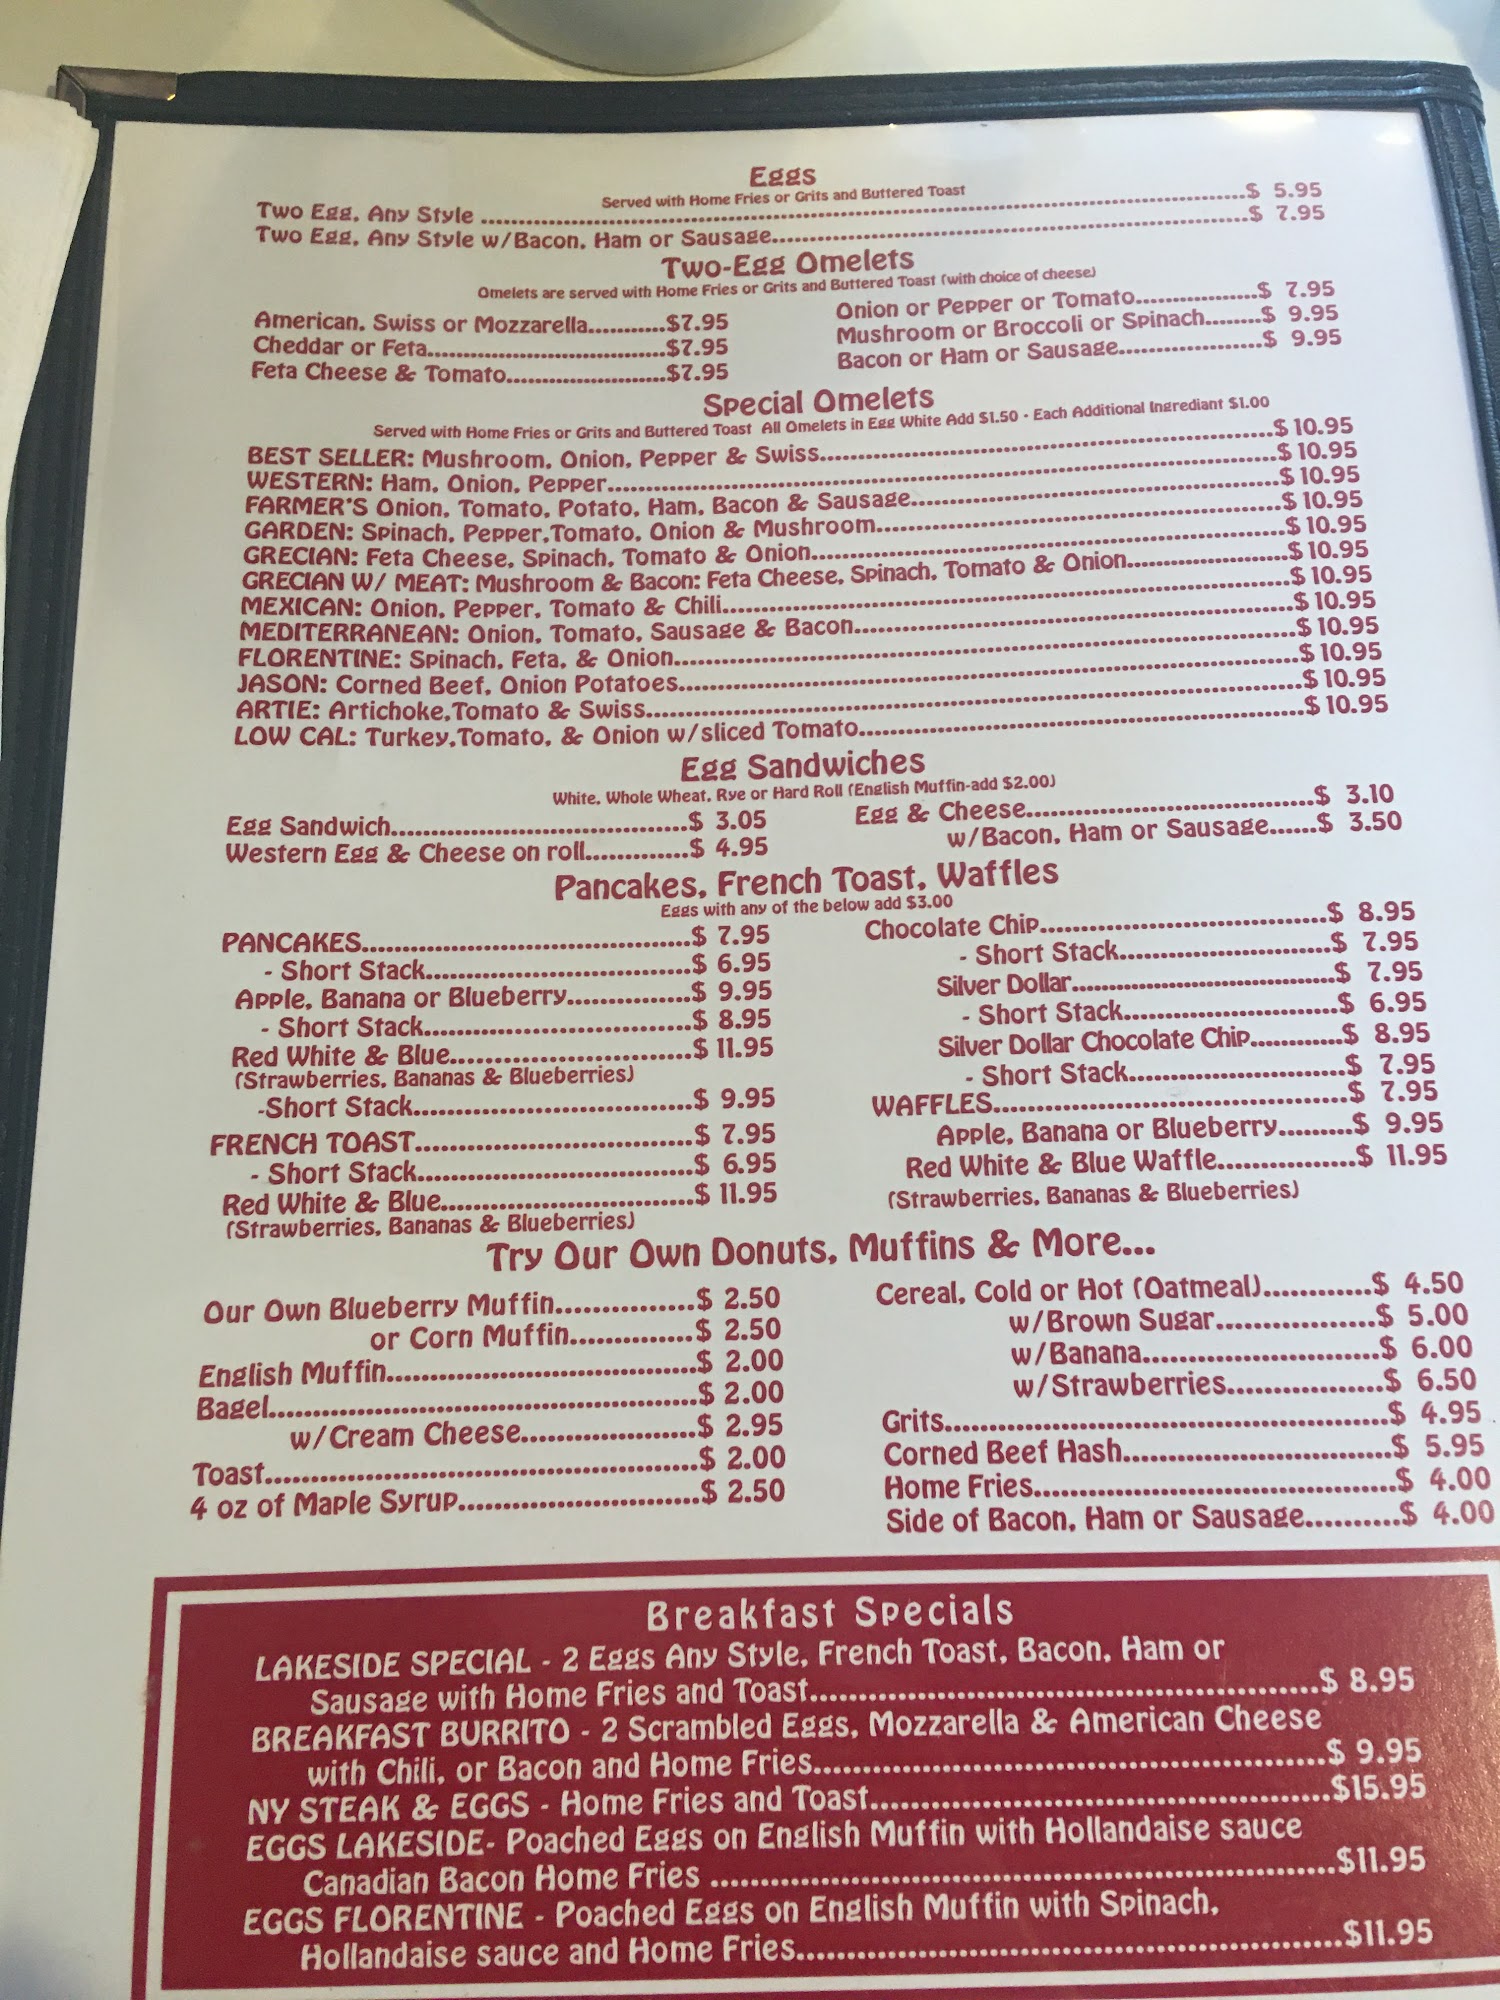 Eggs
Served with Home Fries or Grits and Buttered Toast
Two Egg, Any Style ........ $ 5.95
Two Egg, Any Style w/Bacon, Ham or Sausage........ $ 7.95
Two-Egg Omelets
Omelets are served with Home Fries or Grits and Buttered Toast (with choice of cheese)
American, Swiss or Mozzarella........$7.95
Cheddar or Feta........$7.95
Feta Cheese & Tomato........$7.95
Onion or Pepper or Tomato........$ 7.95
Mushroom or Broccoli or Spinach........$ 9.95
Bacon or Ham or Sausage........$ 9.95
Special Omelets
Served with Home Fries or Grits and Buttered Toast All Omelets in Egg White Add $1.50 - Each Additional Ingrediant $1.00
BEST SELLER: Mushroom, Onion, Pepper & Swiss........$ 10.95
WESTERN: Ham, Onion, Pepper........$ 10.95
FARMER'S Onion, Tomato, Potato, Ham, Bacon & Sausage........$ 10.95
GARDEN: Spinach, Pepper,Tomato, Onion & Mushroom........$ 10.95
GRECIAN: Feta Cheese, Spinach, Tomato & Onion........$ 10.95
GRECIAN W/ MEAT: Mushroom & Bacon: Feta Cheese, Spinach, Tomato & Onion........$ 10.95
MEXICAN: Onion, Pepper, Tomato & Chili........$ 10.95
MEDITERRANEAN: Onion, Tomato, Sausage & Bacon........$ 10.95
FLORENTINE: Spinach, Feta, & Onion........$ 10.95
JASON: Corned Beef, Onion Potatoes........$ 10.95
ARTIE: Artichoke,Tomato & Swiss........$ 10.95
LOW CAL: Turkey,Tomato, & Onion w/sliced Tomato........$ 10.95
Egg Sandwiches
White, Whole Wheat, Rye or Hard Roll (English Muffin-add $2.00)
Egg Sandwich........$ 3.05
Western Egg & Cheese on roll........$ 4.95
Egg & Cheese........$ 3.10
w/Bacon, Ham or Sausage........$ 3.50
Pancakes, French Toast, Waffles
Eggs with any of the below add $3.00
PANCAKES........$ 7.95
- Short Stack........$ 6.95
Apple, Banana or Blueberry........$ 9.95
- Short Stack........$ 8.95
Red White & Blue........$ 11.95
(Strawberries, Bananas & Blueberries)
-Short Stack........$ 9.95
FRENCH TOAST........$ 7.95
- Short Stack........$ 6.95
Red White & Blue........$ 11.95
(Strawberries, Bananas & Blueberries)
Chocolate Chip........$ 8.95
- Short Stack........$ 7.95
Silver Dollar........$ 7.95
- Short Stack........$ 6.95
Silver Dollar Chocolate Chip........$ 8.95
- Short Stack........$ 7.95
WAFFLES........$ 7.95
Apple, Banana or Blueberry........$ 9.95
Red White & Blue Waffle........$ 11.95
(Strawberries, Bananas & Blueberries)
Try Our Own Donuts, Muffins & More...
Our Own Blueberry Muffin........$ 2.50
or Corn Muffin........$ 2.50
English Muffin........$ 2.00
Bagel........$ 2.00
w/Cream Cheese........$ 2.95
Toast........$ 2.00
4 oz of Maple Syrup........$ 2.50
Cereal, Cold or Hot (Oatmeal)........$ 4.50
w/Brown Sugar........$ 5.00
w/Banana........$ 6.00
w/Strawberries........$ 6.50
Grits........$ 4.95
Corned Beef Hash........$ 5.95
Home Fries........$ 4.00
Side of Bacon, Ham or Sausage........$ 4.00
Breakfast Specials
LAKESIDE SPECIAL - 2 Eggs Any Style, French Toast, Bacon, Ham or
Sausage with Home Fries and Toast........$ 8.95
BREAKFAST BURRITO - 2 Scrambled Eggs, Mozzarella & American Cheese
with Chili, or Bacon and Home Fries........$ 9.95
NY STEAK & EGGS - Home Fries and Toast........$15.95
EGGS LAKESIDE- Poached Eggs on English Muffin with Hollandaise sauce
Canadian Bacon Home Fries ........$11.95
EGGS FLORENTINE - Poached Eggs on English Muffin with Spinach,
Hollandaise sauce and Home Fries........$11.95